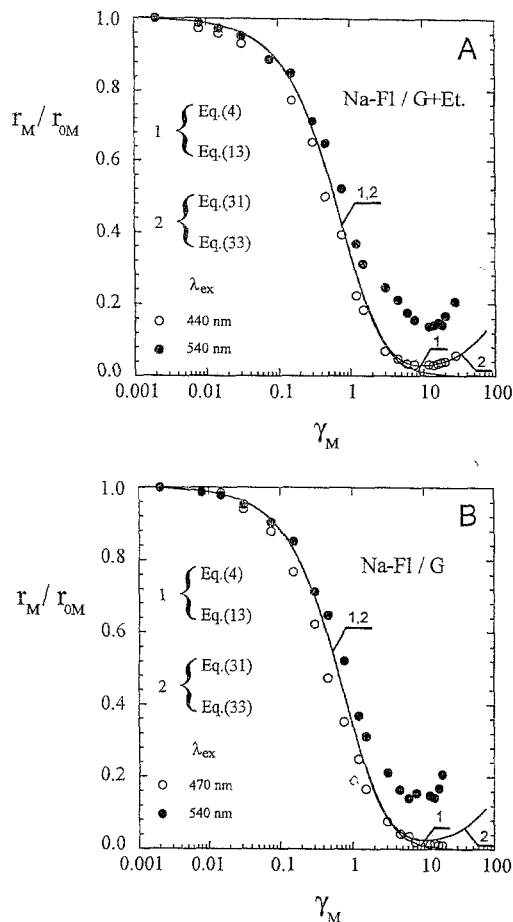 A
Na-Fl / G+Et.
r_M / r_0M
1 { Eq.(4)
Eq.(13)
2 { Eq.(31)
Eq.(33)
λ_ex
440 nm
540 nm
1,2
1
2
1.0
0.8
0.6
0.4
0.2
0.0
0.001 0.01 0.1 1 10 100
γ_M
B
Na-Fl / G
r_M / r_0M
1 { Eq.(4)
Eq.(13)
2 { Eq.(31)
Eq.(33)
λ_ex
470 nm
540 nm
1,2
1
2
1.0
0.8
0.6
0.4
0.2
0.0
0.001 0.01 0.1 1 10 100
γ_M